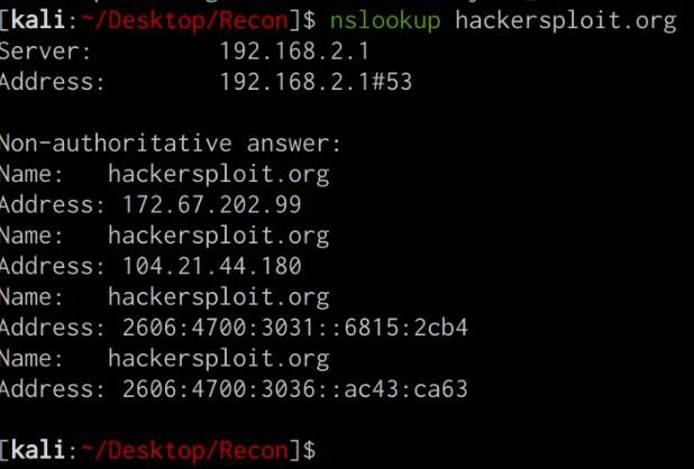 [kali:~/Desktop/Recon]$ nslookup hackersploit.org
Server: 192.168.2.1
Address: 192.168.2.1#53
Non-authoritative answer:
Name: hackersploit.org
Address: 172.67.202.99
Name: hackersploit.org
Address: 104.21.44.180
Name: hackersploit.org
Address: 2606:4700:3031::6815:2cb4
Name: hackersploit.org
Address: 2606:4700:3036::ac43:ca63
[kali:~/Desktop/Recon]$